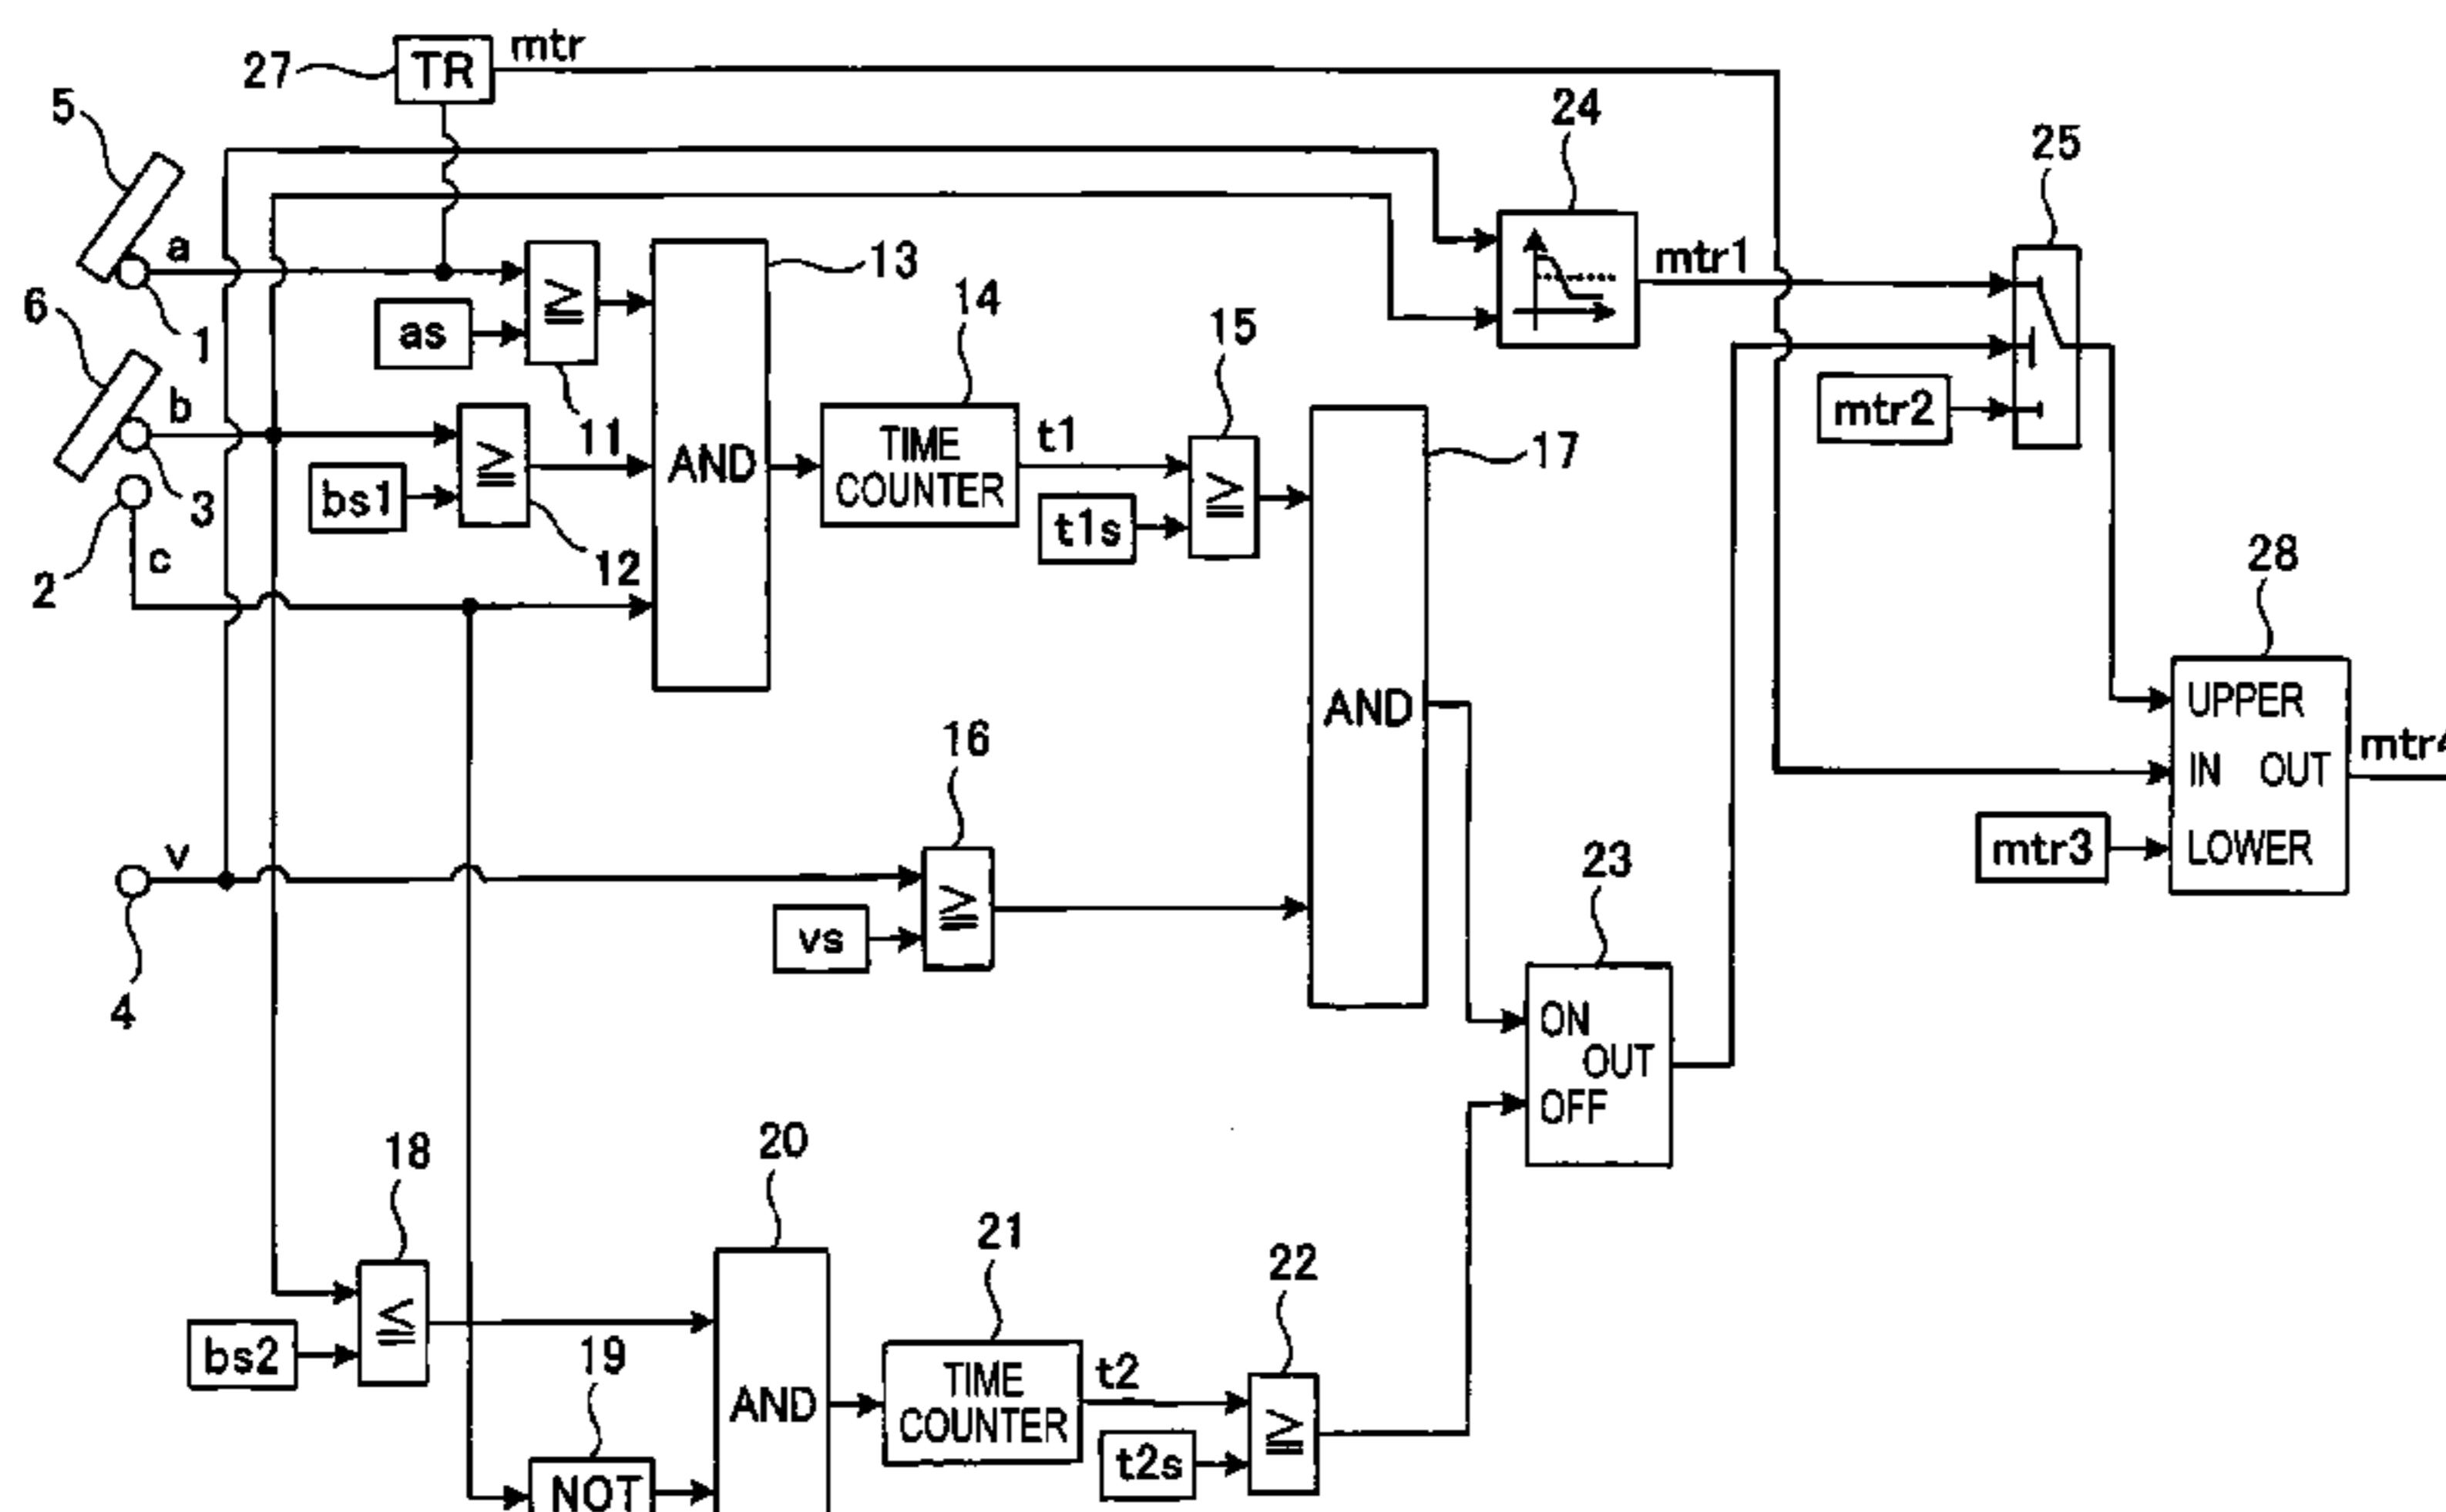 27
TR
mtr
5
24
25
a
as
≧
11
13
14
mtr1
6
1
15
b
bs1
≧
12
AND
TIME
COUNTER
t1
t1s
≧
17
mtr2
3
2
c
28
UPPER
IN OUT
LOWER
mtr4
mtr3
AND
16
v
vs
≧
4
23
ON
OUT
OFF
18
20
21
22
≦
bs2
19
NOT
AND
TIME
COUNTER
t2
t2s
≧